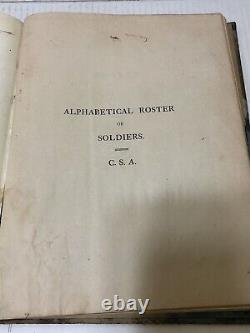 ALPHABETICAL ROSTER
OF
SOLDIERS.
C. S. A.